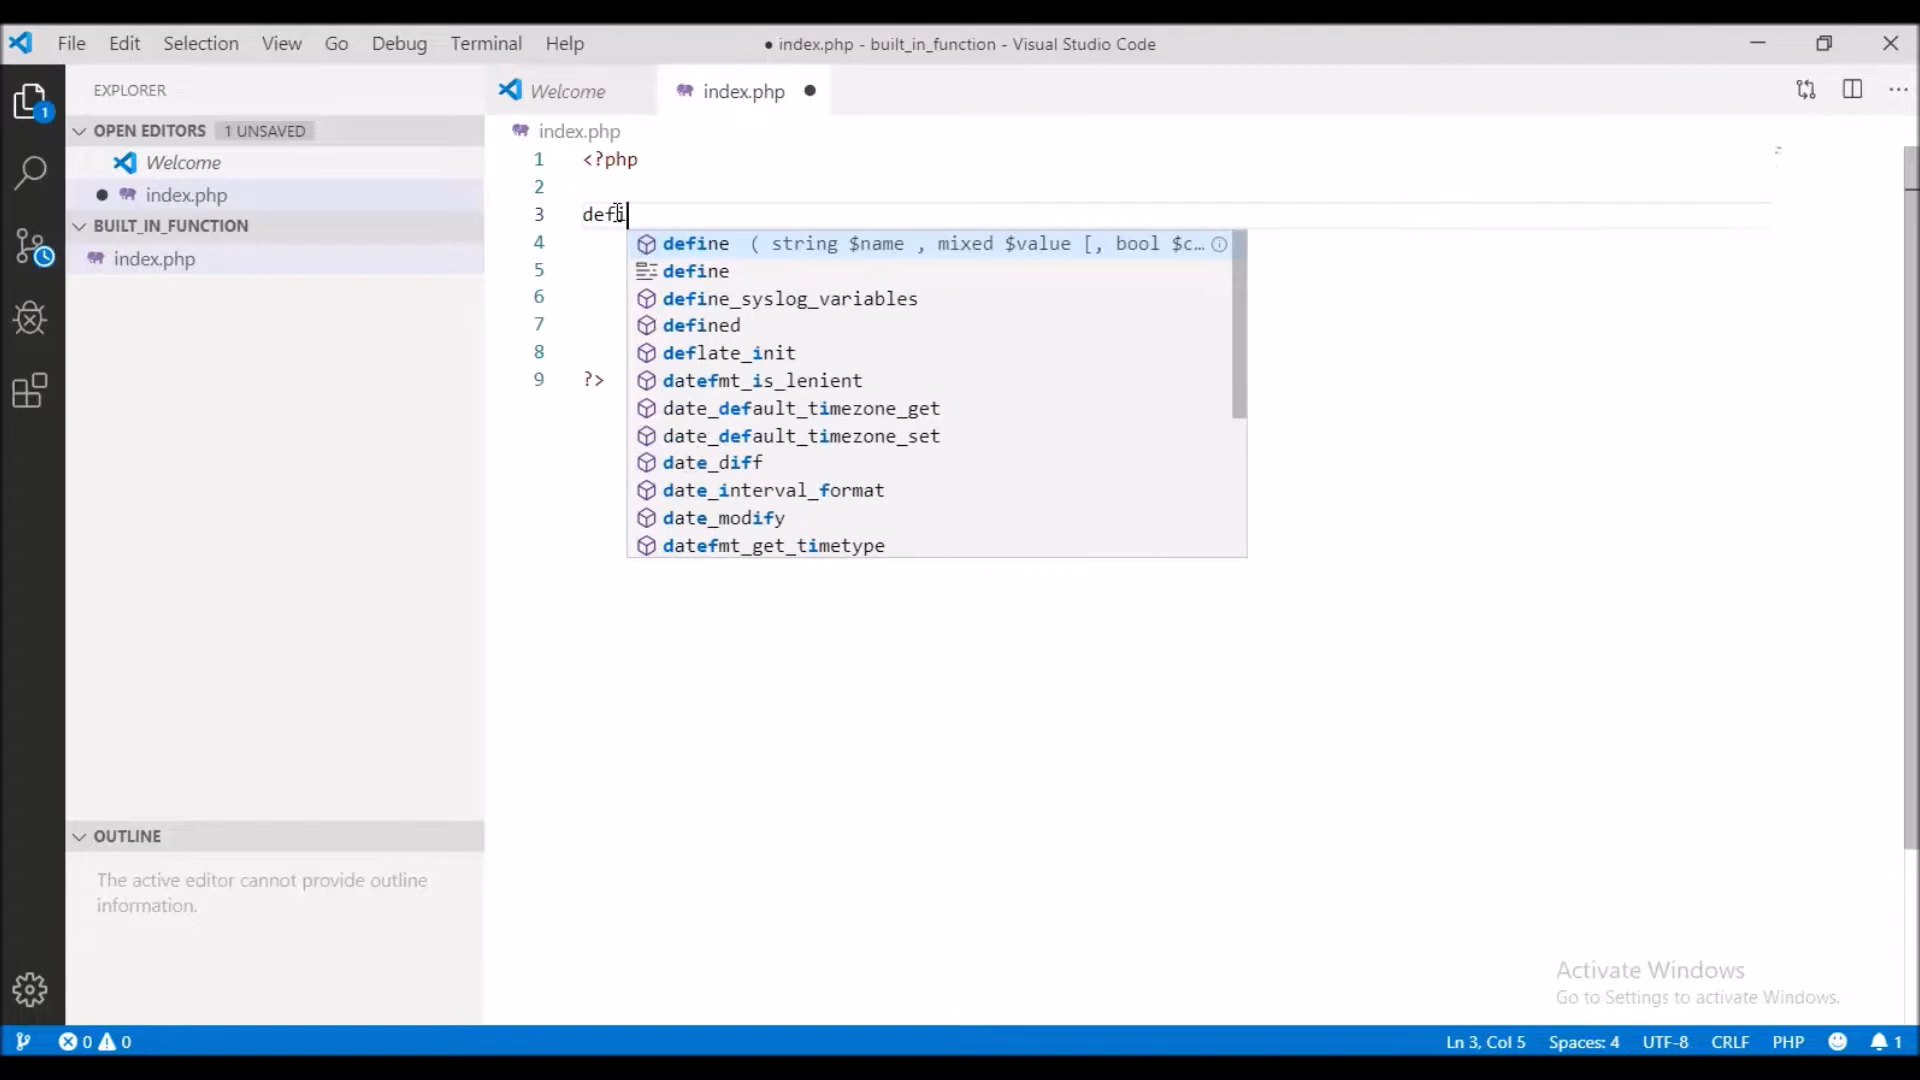 File Edit Selection View Go Debug Terminal Help
● index.php - built_in_function - Visual Studio Code
EXPLORER
OPEN EDITORS 1 UNSAVED
Welcome
index.php
BUILT_IN_FUNCTION
index.php
OUTLINE
The active editor cannot provide outline
information.
1
Welcome
index.php
index.php
1 <?php
2
3 defi
4
5
6
7
8
9 ?>
define ( string $name , mixed $value [, bool $c...
define
define_syslog_variables
defined
deflate_init
datefmt_is_lenient
date_default_timezone_get
date_default_timezone_set
date_diff
date_interval_format
date_modify
datefmt_get_timetype
Activate Windows
Go to Settings to activate Windows.
0 0
Ln 3, Col 5 Spaces: 4 UTF-8 CRLF PHP 1